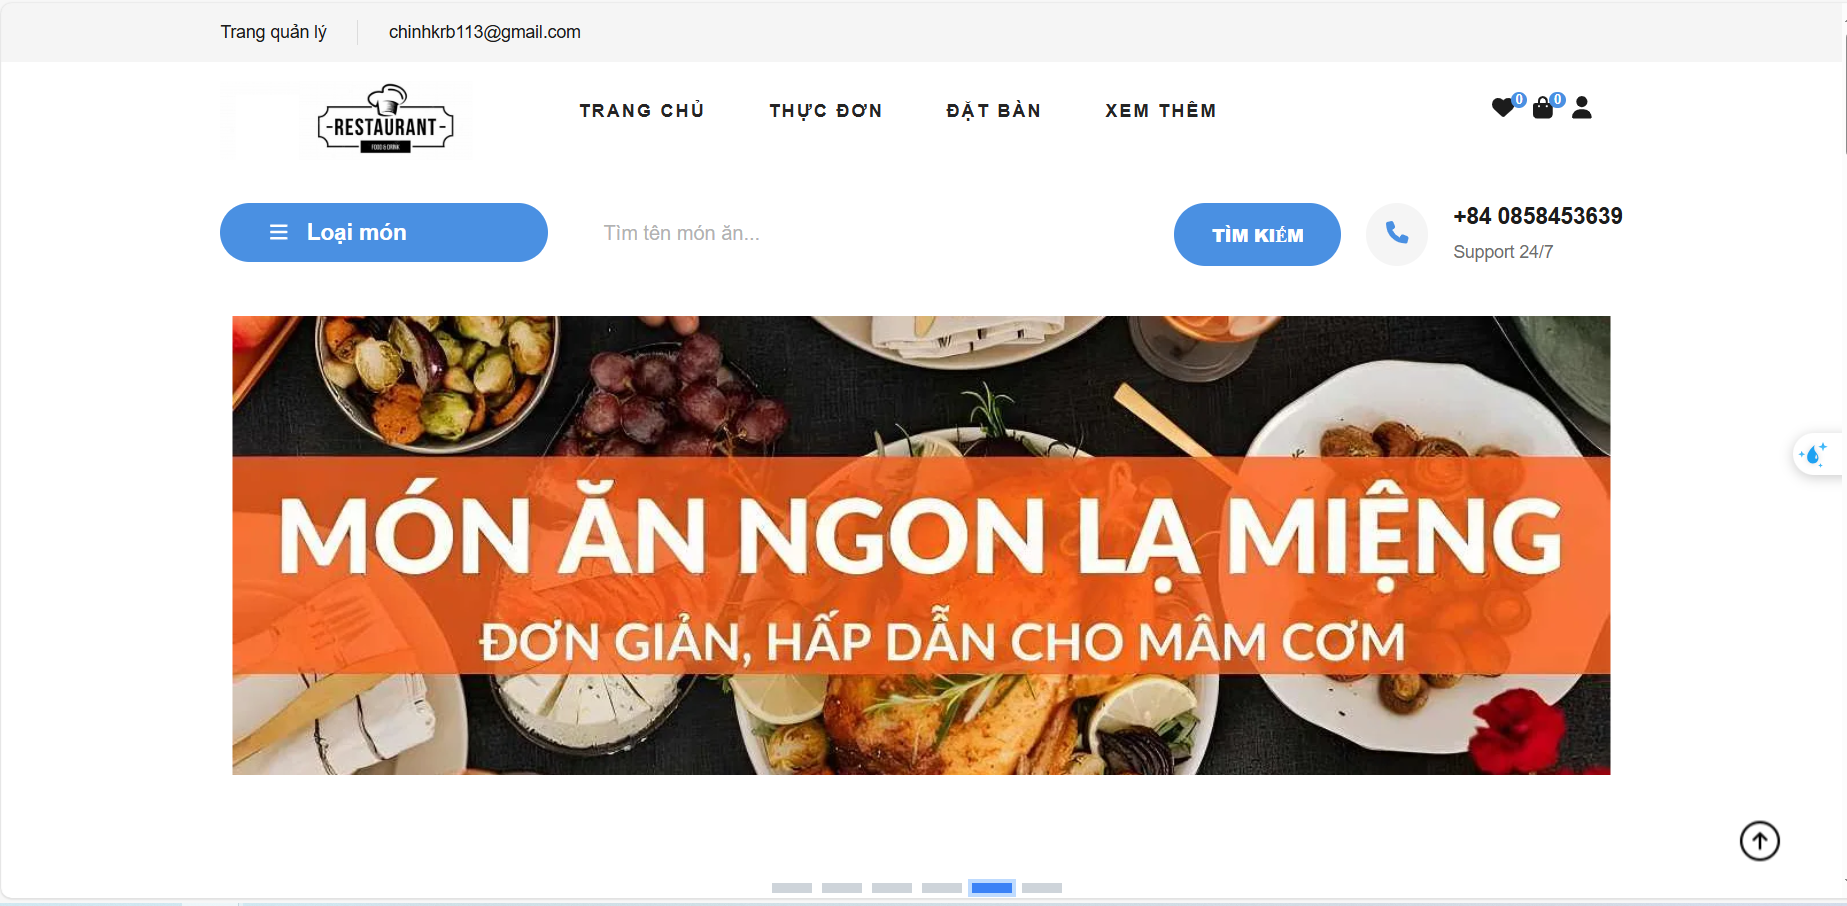 Trang quản lý
chinhkrb113@gmail.com
-RESTAURANT-
FOOD & DRINK
TRANG CHỦ
THỰC ĐƠN
ĐẶT BÀN
XEM THÊM
0
0
Loại món
Tìm tên món ăn...
TÌM KIẾM
+84 0858453639
Support 24/7
MÓN ĂN NGON LẠ MIỆNG
ĐƠN GIẢN, HẤP DẪN CHO MÂM CƠM